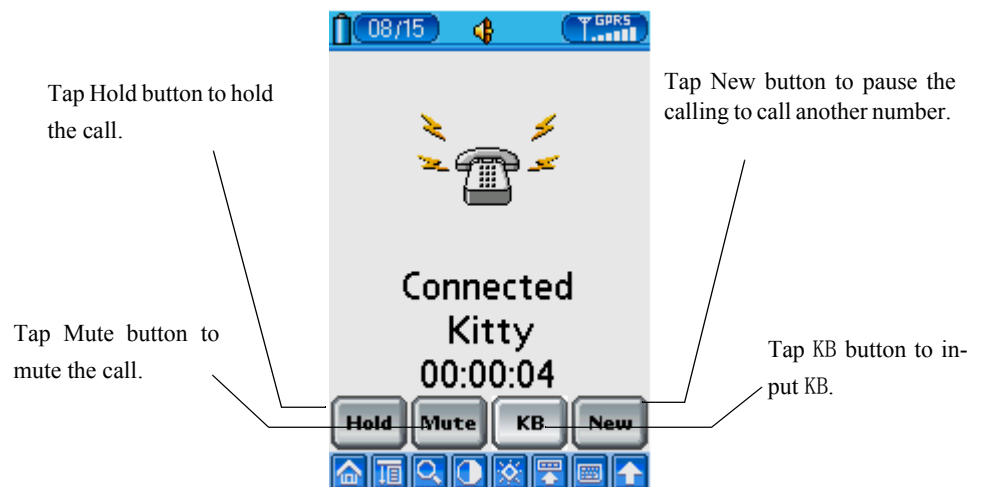 08/15
GPRS
Tap Hold button to hold
the call.
Tap New button to pause the
calling to call another number.
Connected
Kitty
00:00:04
Tap Mute button to
mute the call.
Tap KB button to in-
put KB.
Hold Mute KB New